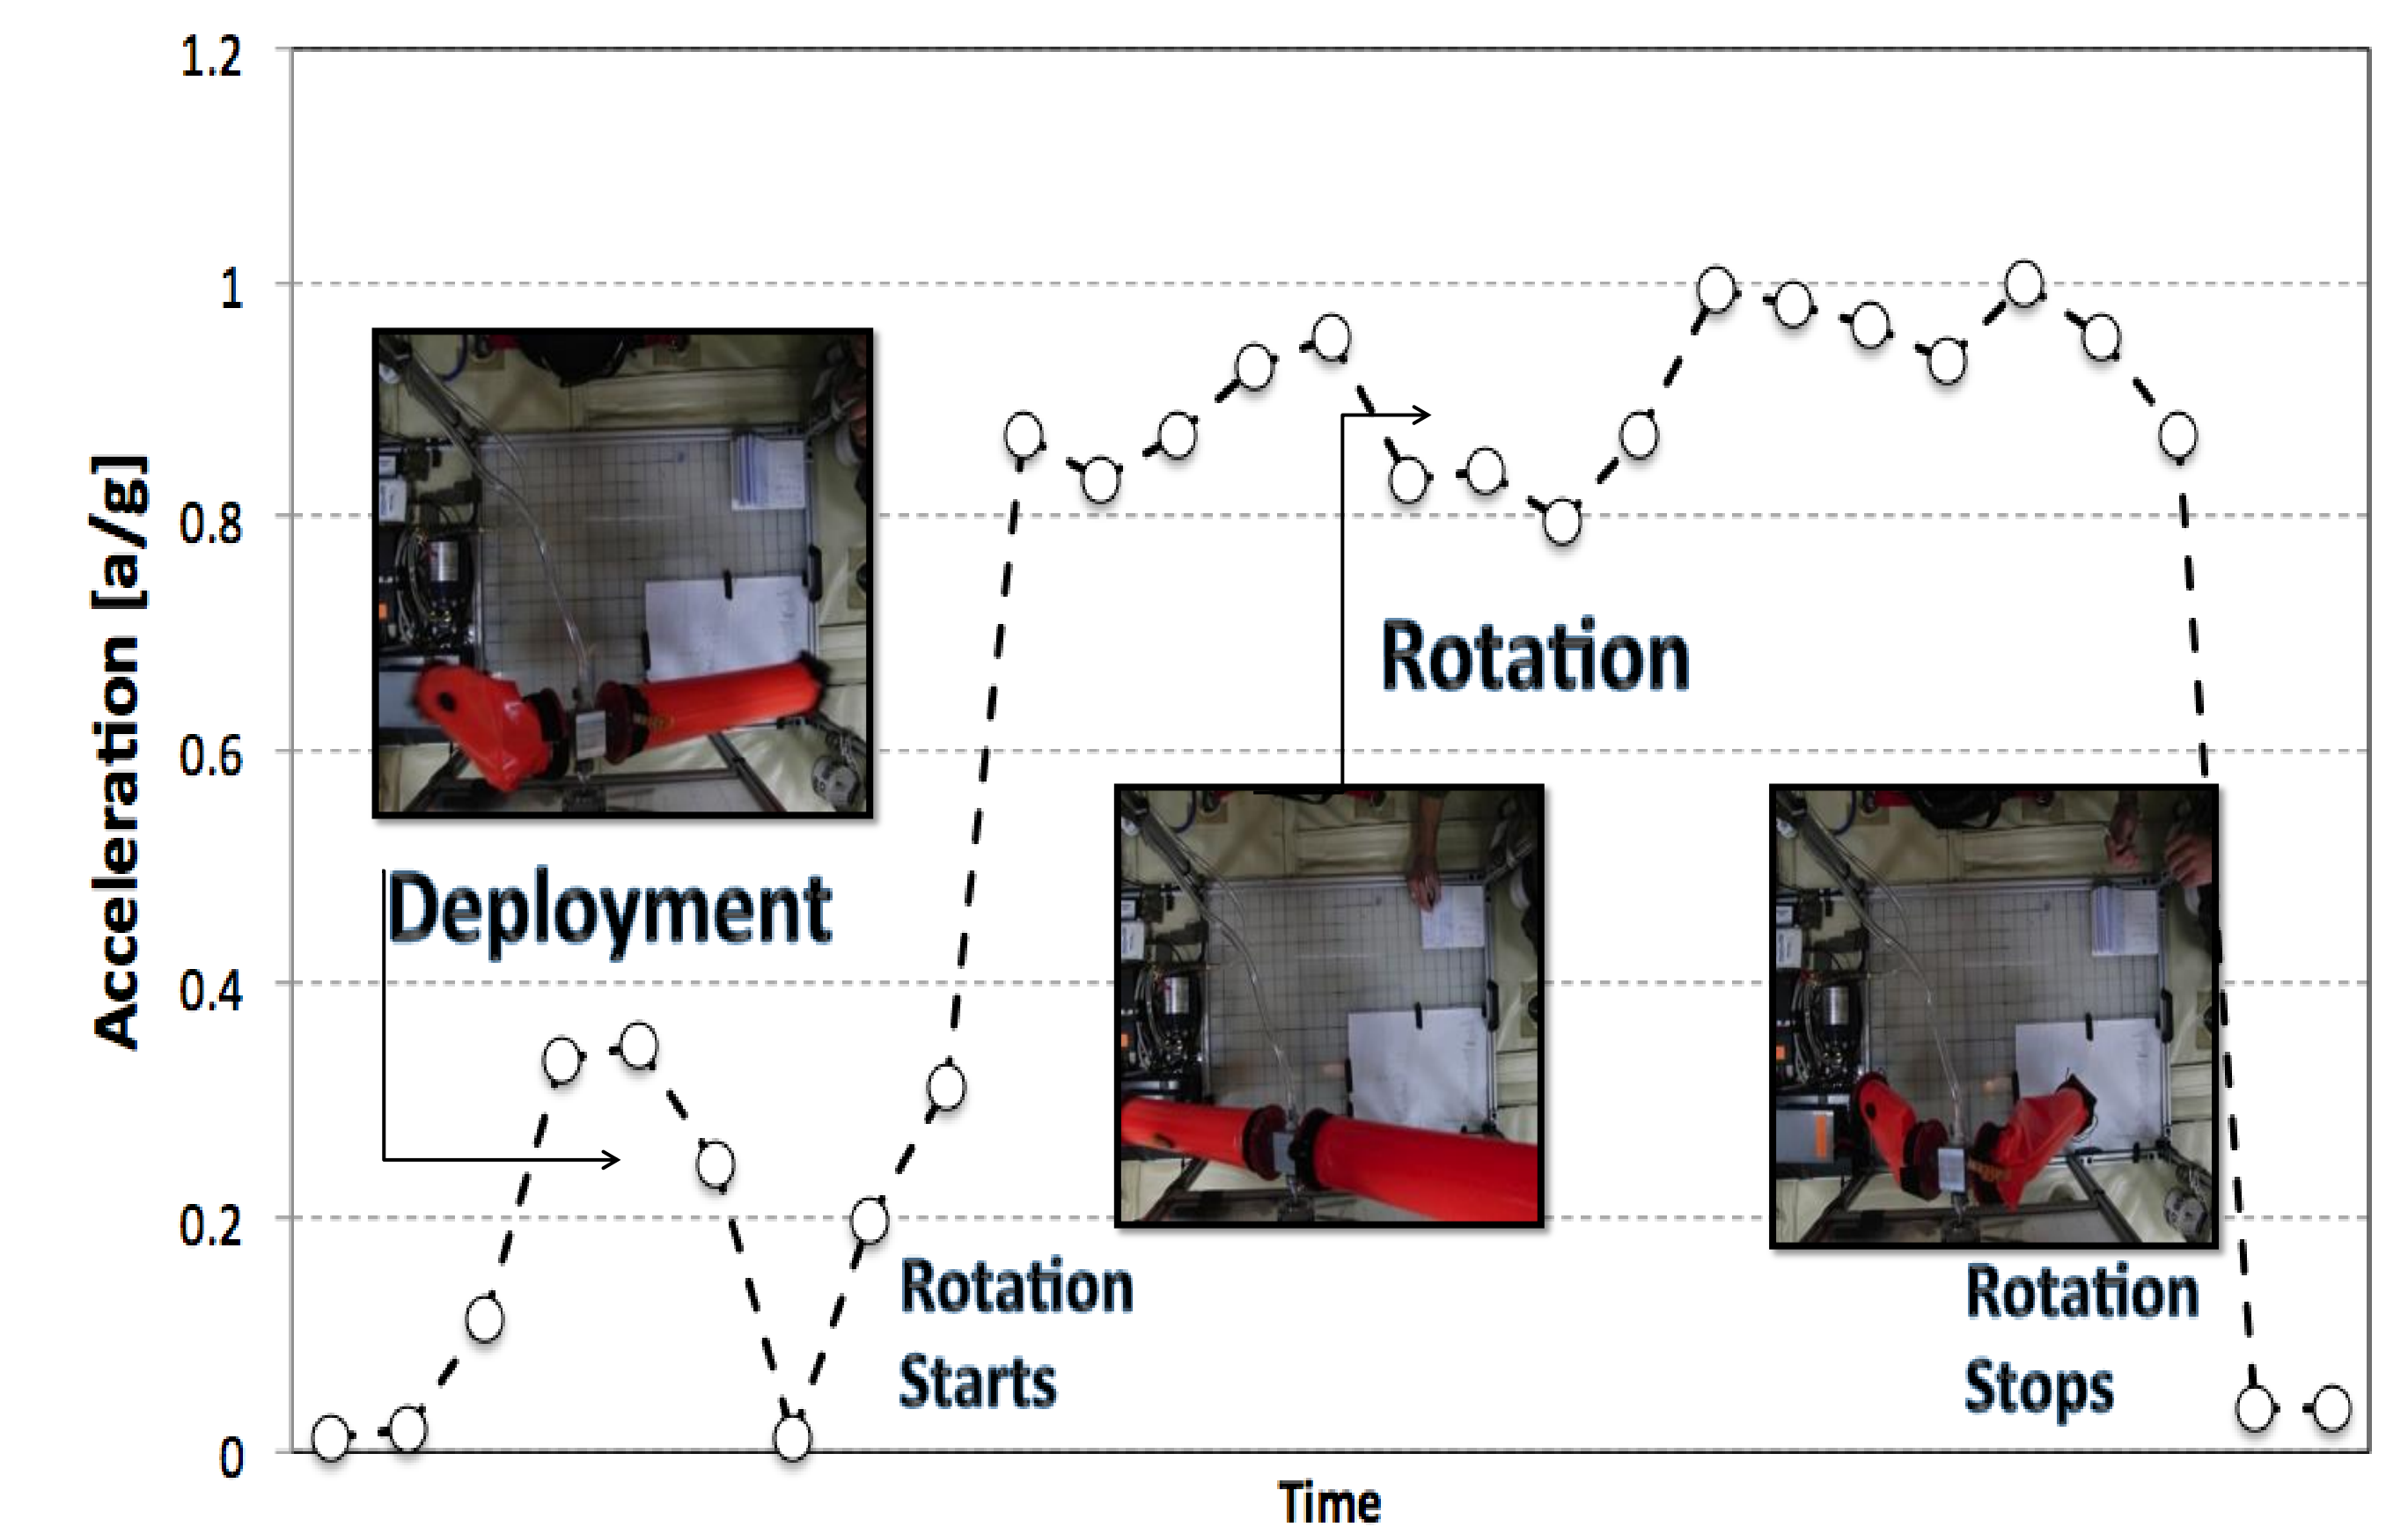 1.2
1
0.8
0.6
0.4
0.2
0
Acceleration [a/g]
Deployment
Rotation
Rotation
Starts
Rotation
Stops
Time